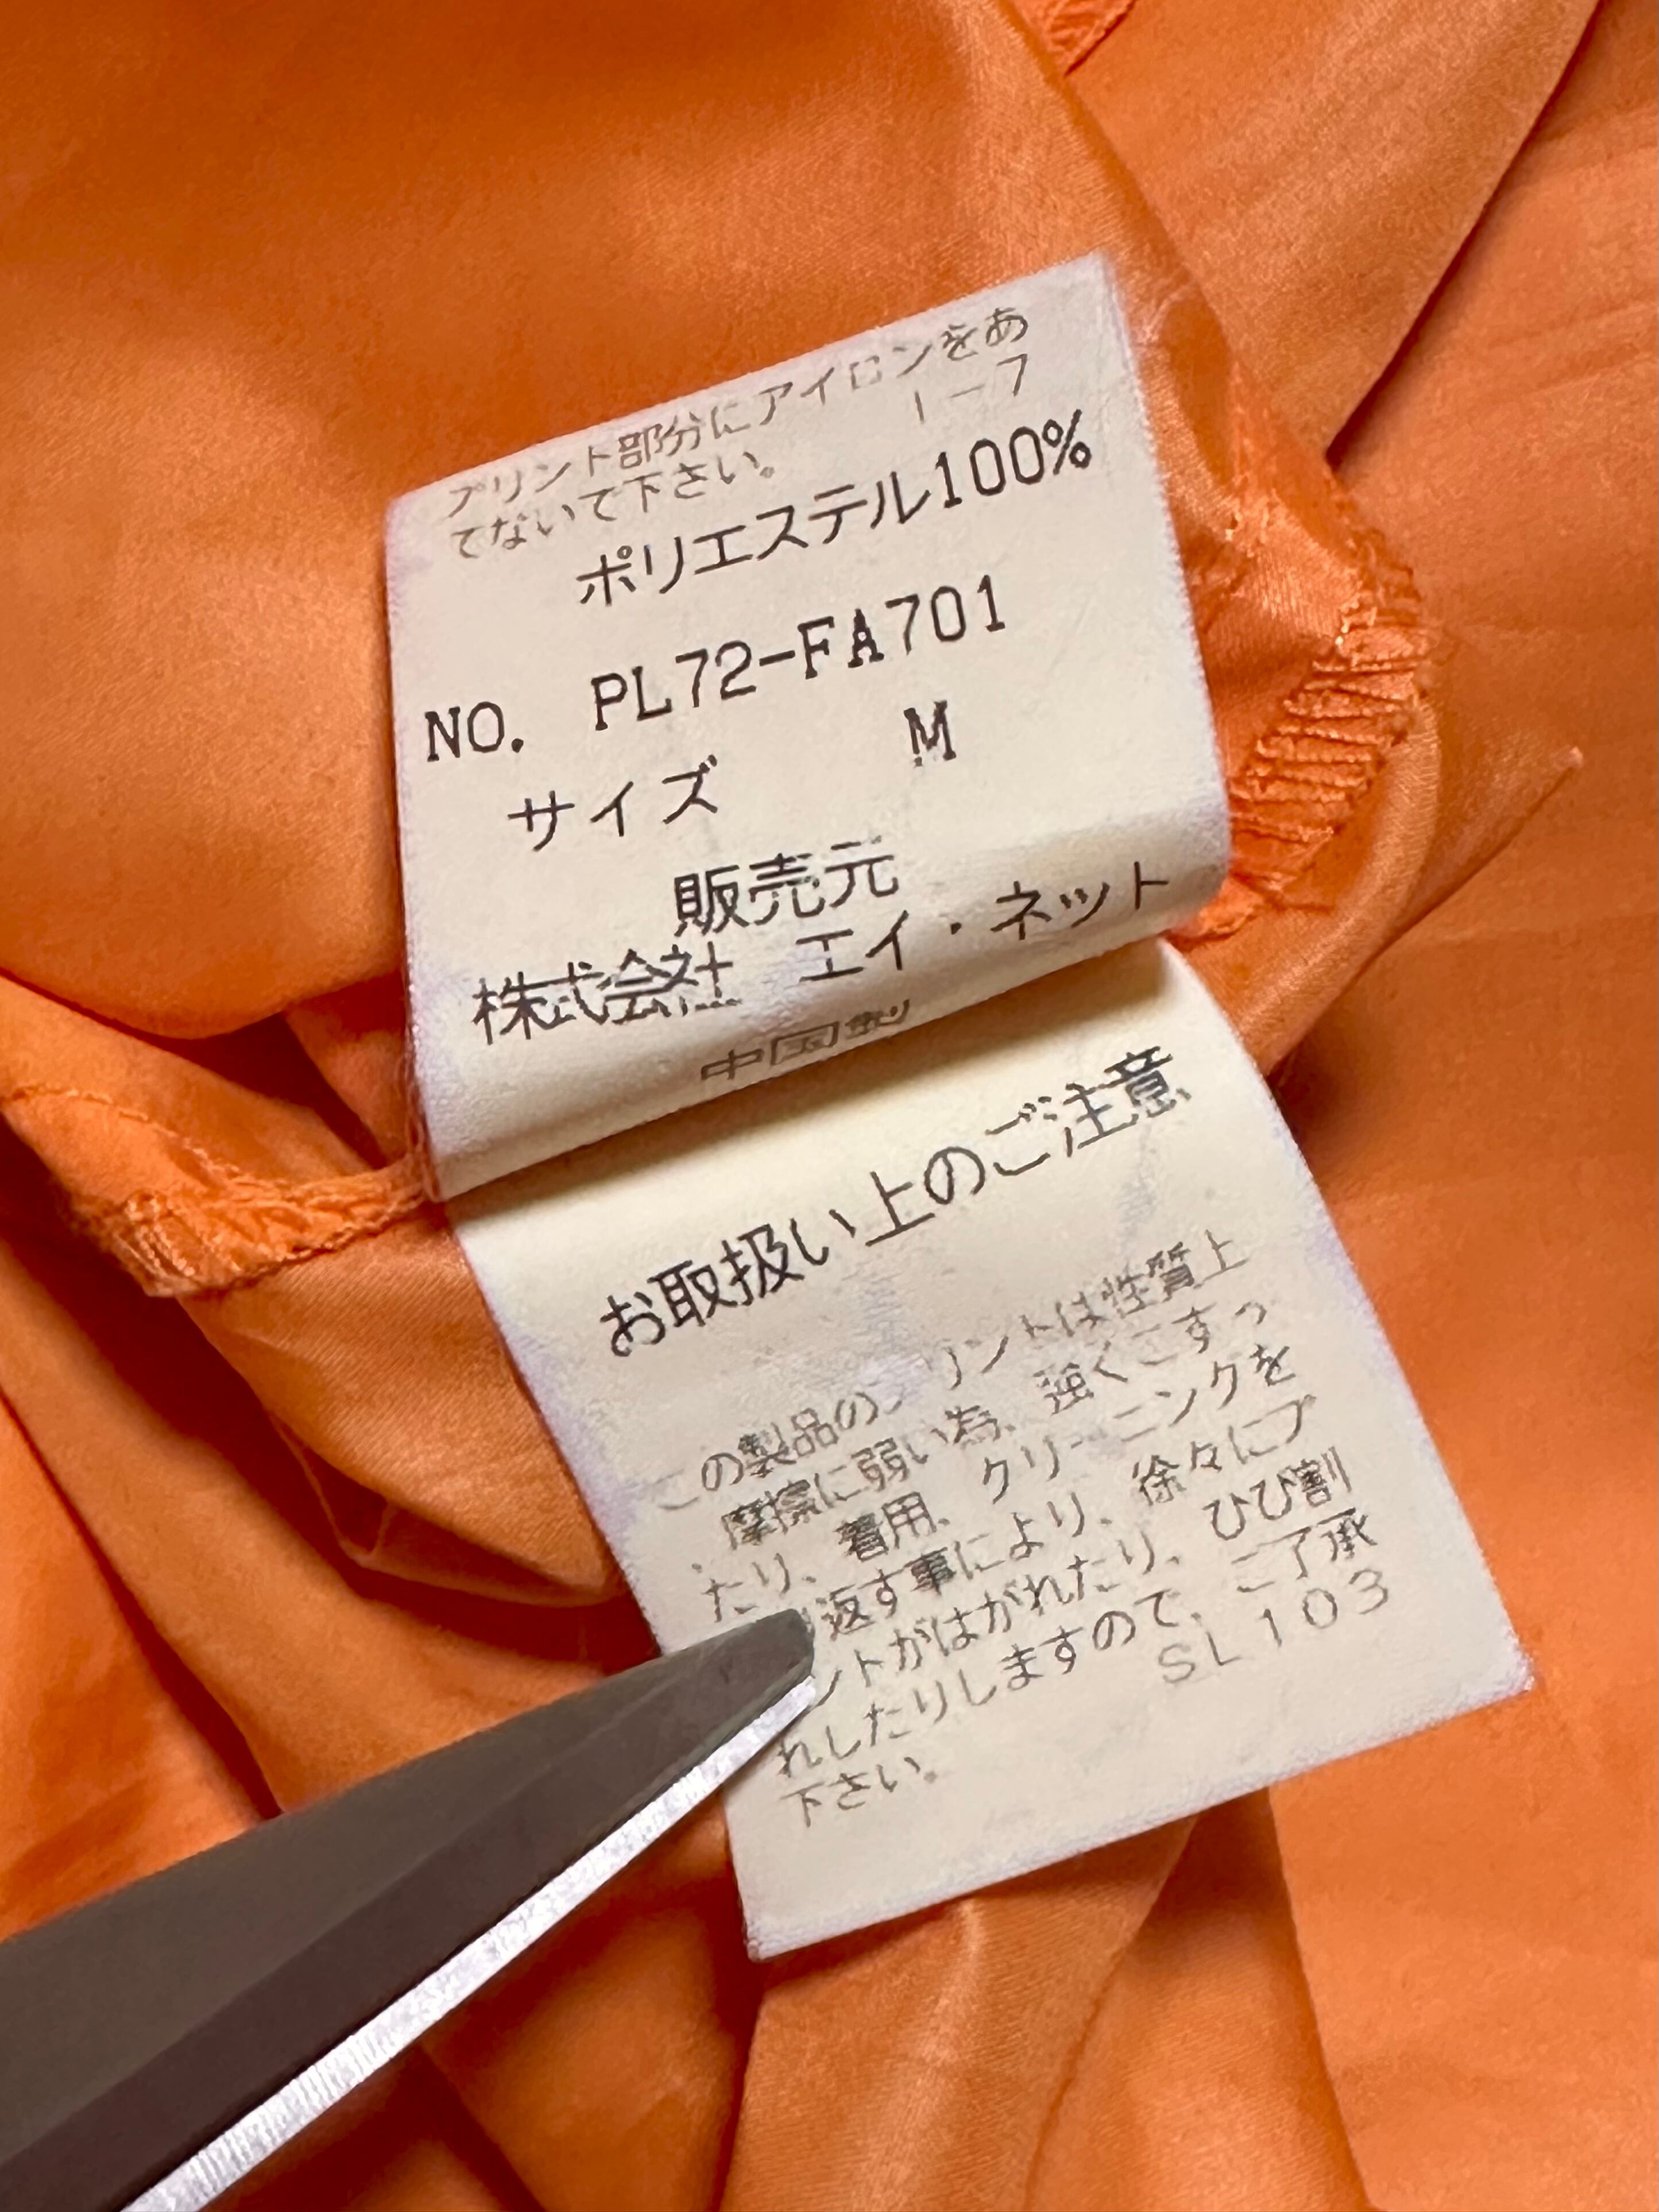 プリント部分にアイロンをあ
てないで下さい。 1-7
ポリエステル100%
NO. PL72-FA701
サイズ M
販売元
株式会社 エイ・ネット
中国製
お取扱い上のご注意
この製品の リントは性質上
摩擦に弱い為、強くこすっ
たり、着用、クリーニングを
返す事により、徐々にプ
ントがはがれたり、ひび割
れしたりしますので、ご了承
下さい。 SL103